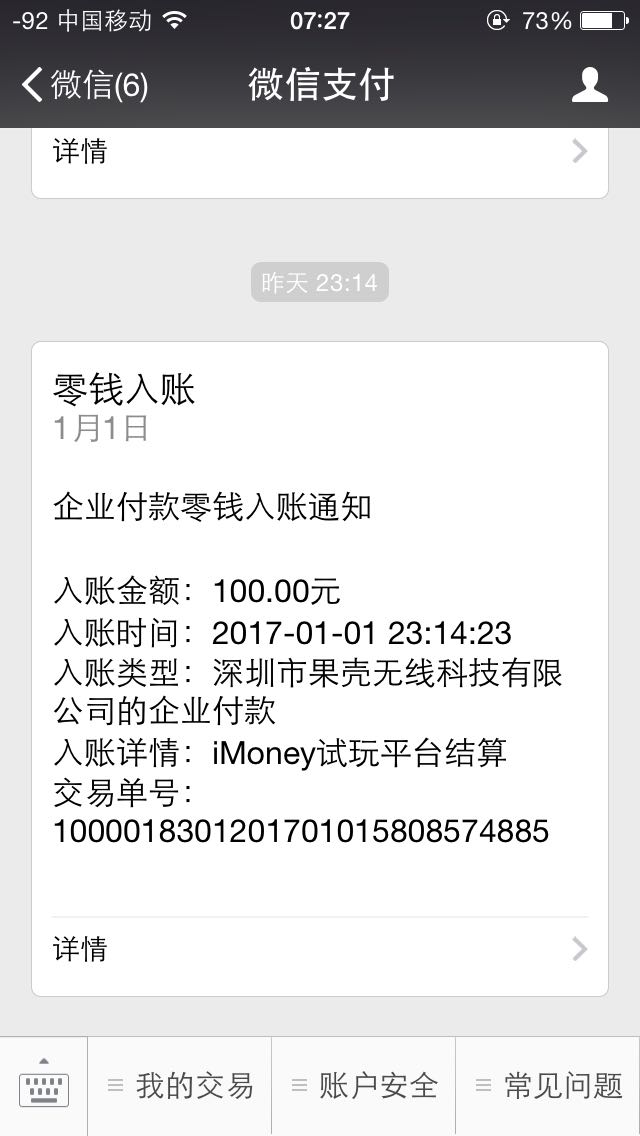 -92 中国移动 07:27 73%
微信(6) 微信支付
详情
昨天 23:14
零钱入账
1月1日
企业付款零钱入账通知
入账金额：100.00元
入账时间：2017-01-01 23:14:23
入账类型：深圳市果壳无线科技有限
公司的企业付款
入账详情：iMoney试玩平台结算
交易单号：
1000018301201701015808574885
详情
我的交易 账户安全 常见问题